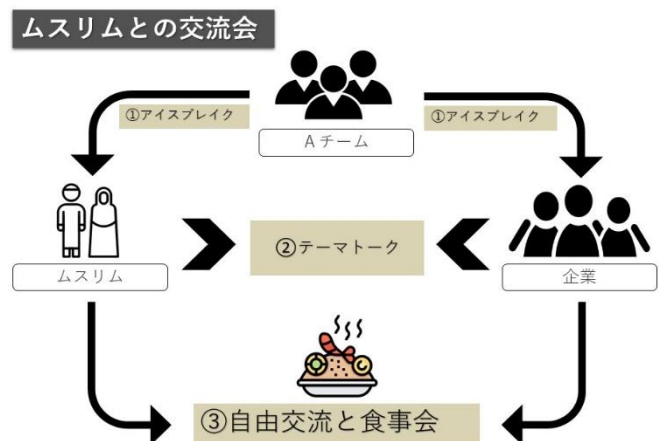 ムスリムとの交流会
①アイスブレイク
①アイスブレイク
Aチーム
②テーマトーク
ムスリム
企業
③自由交流と食事会